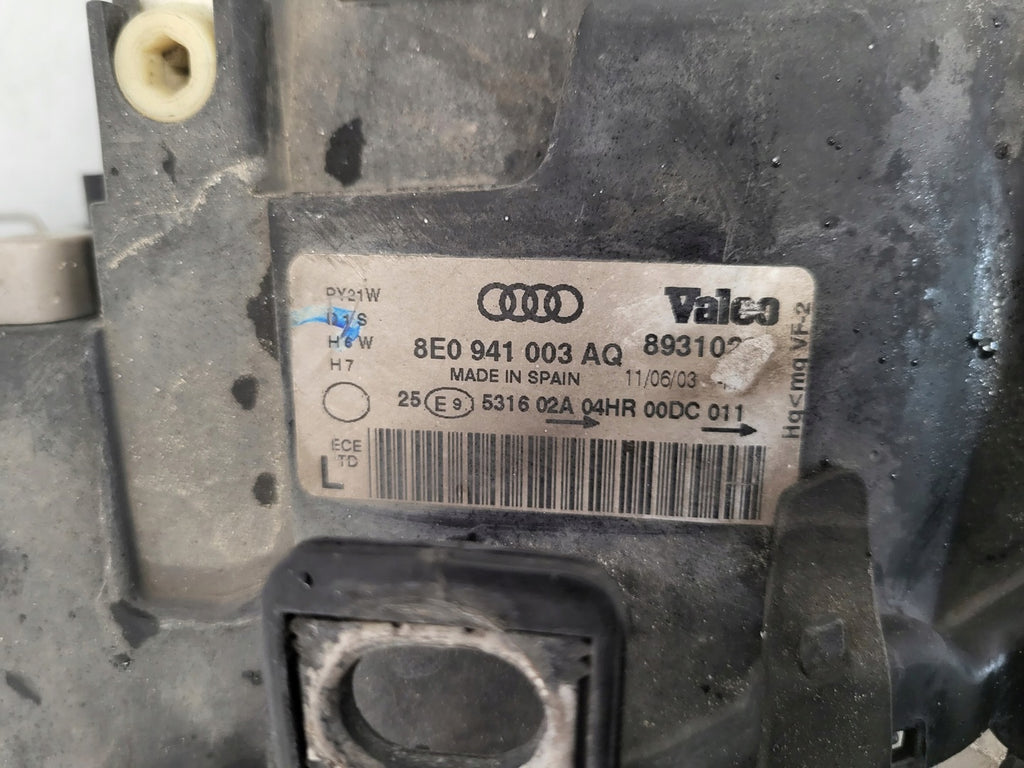 PY21W
H6W
H7
Valeo
8E0 941 003 AQ
MADE IN SPAIN
11/06/03
25 E9 5316 02A 04HR 00DC 011
ECE
TD
L